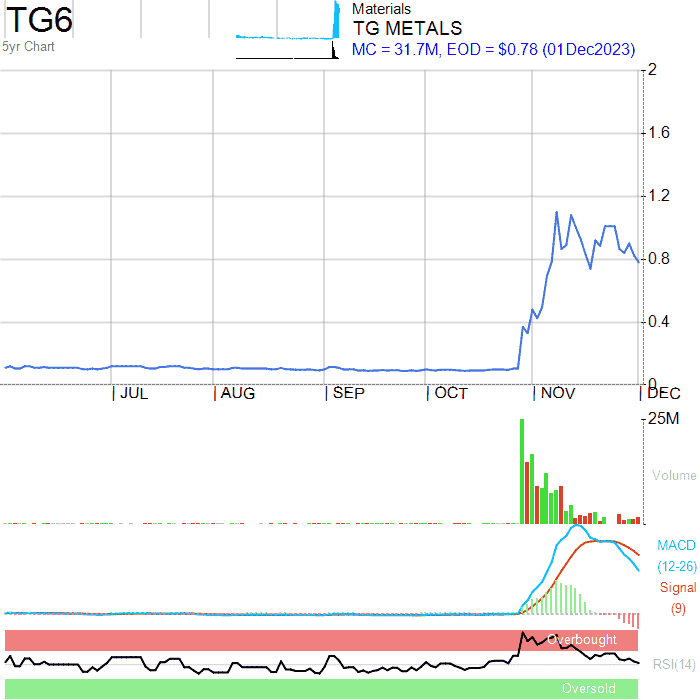 TG6
5yr Chart
Materials
TG METALS
MC = 31.7M, EOD = $0.78 (01Dec2023)
2
1.6
1.2
0.8
0.4
0
JUL AUG SEP OCT NOV DEC
25M
Volume
MACD
(12-26)
Signal
(9)
Overbought
RSI(14)
Oversold